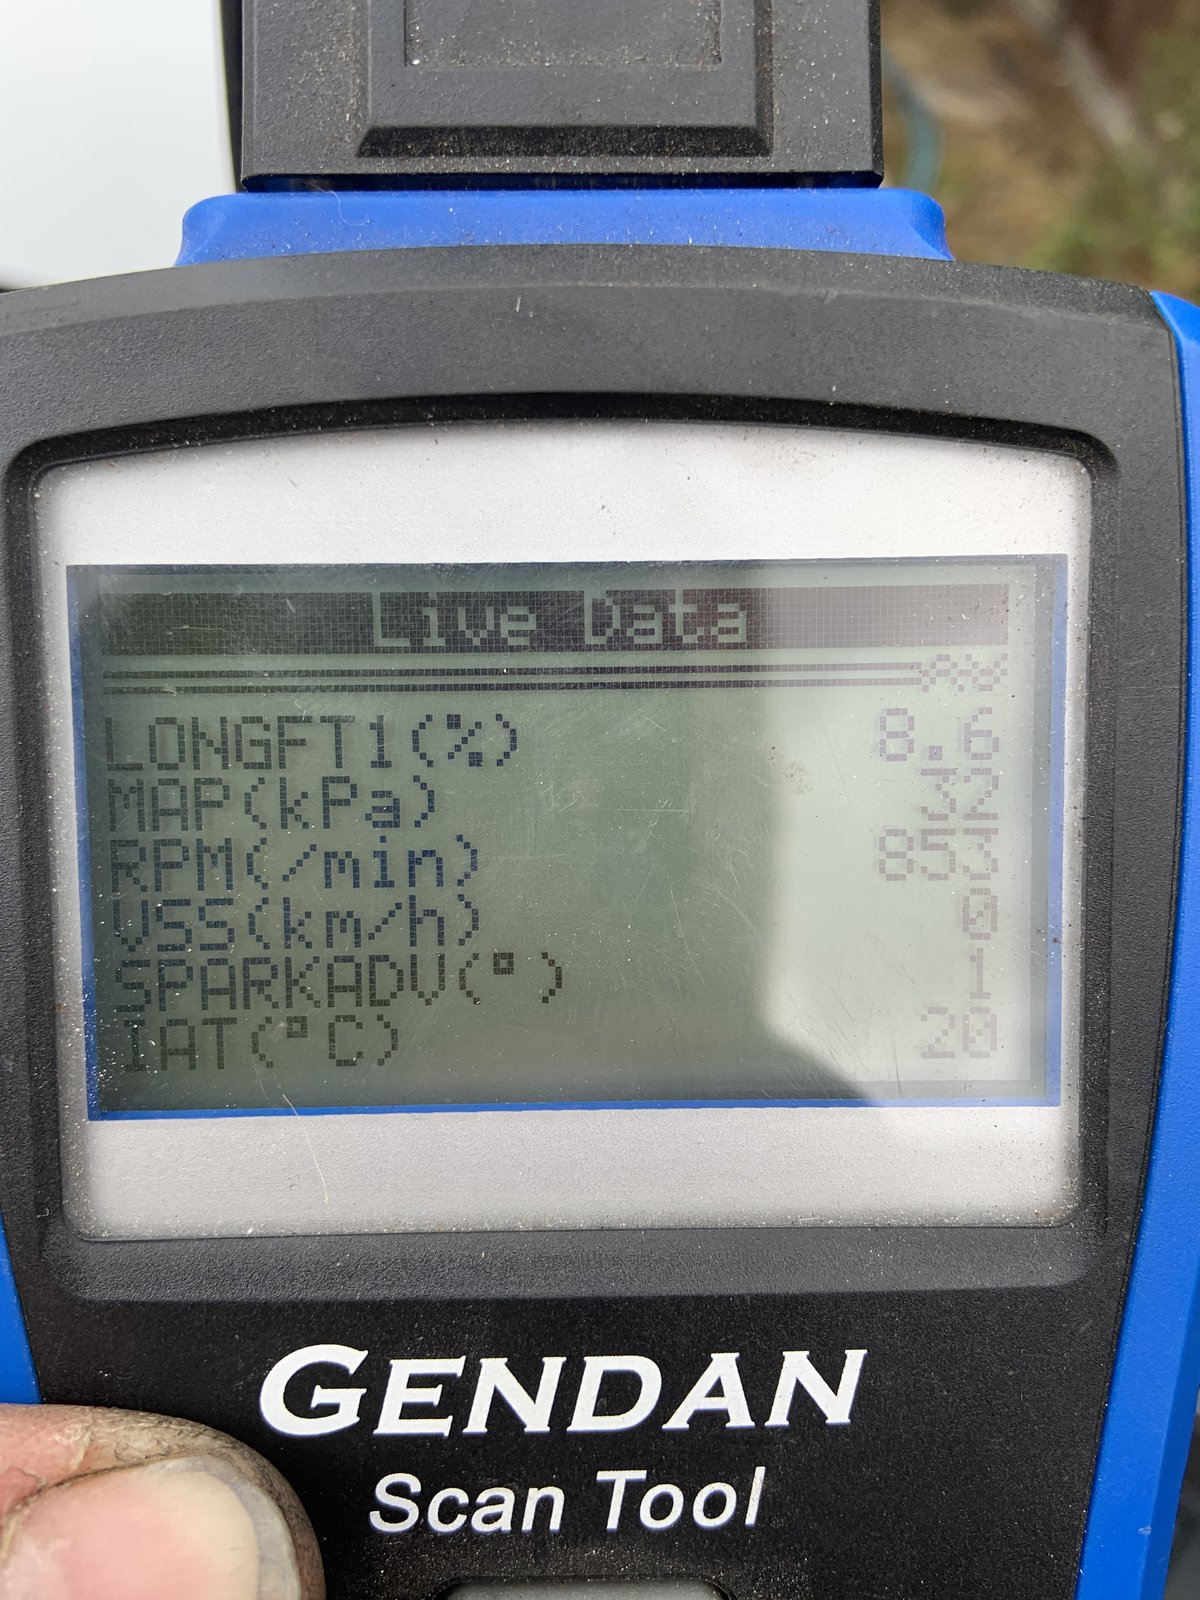 Live Data
LONGFT1(%) 8.6
MAP(kPa) 32
RPM(/min) 853
VSS(km/h) 0
SPARKADV(°) 1
IAT(°C) 20
GENDAN
Scan Tool